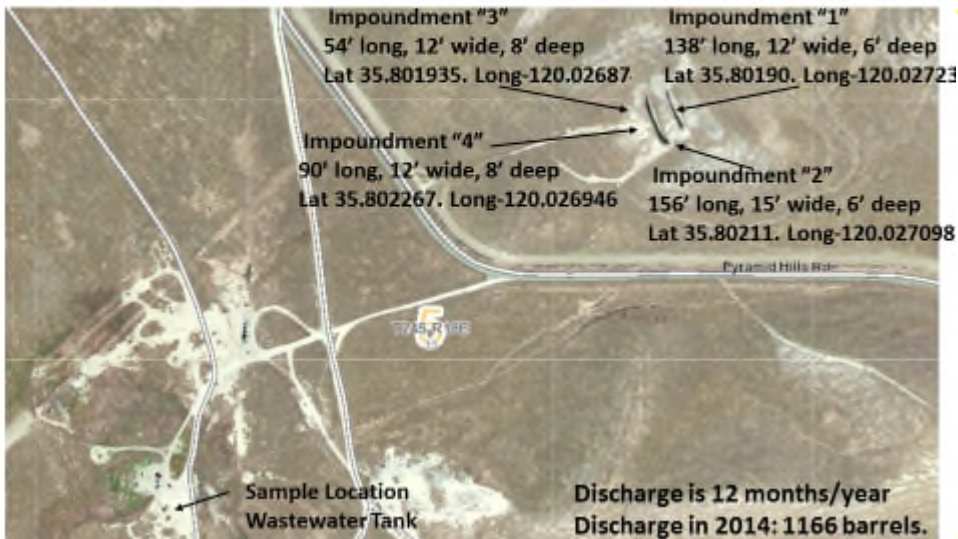 Impoundment “3”
54’ long, 12’ wide, 8’ deep
Lat 35.801935. Long-120.02687
Impoundment “1”
138’ long, 12’ wide, 6’ deep
Lat 35.80190. Long-120.02723
Impoundment “4”
90’ long, 12’ wide, 8’ deep
Lat 35.802267. Long-120.026946
Impoundment “2”
156’ long, 15’ wide, 6’ deep
Lat 35.80211. Long-120.027098
Pyramid Hills Rd
5
Sample Location
Wastewater Tank
Discharge is 12 months/year
Discharge in 2014: 1166 barrels.